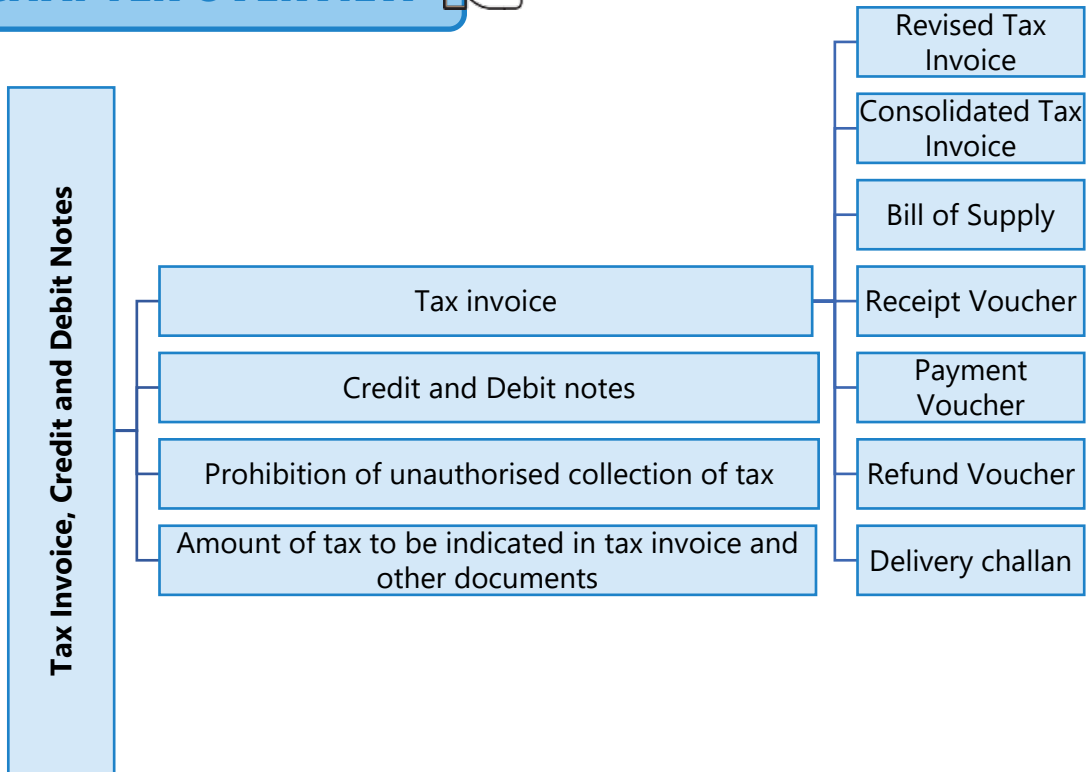 Tax Invoice, Credit and Debit Notes
Tax invoice
Credit and Debit notes
Prohibition of unauthorised collection of tax
Amount of tax to be indicated in tax invoice and
other documents
Revised Tax
Invoice
Consolidated Tax
Invoice
Bill of Supply
Receipt Voucher
Payment
Voucher
Refund Voucher
Delivery challan